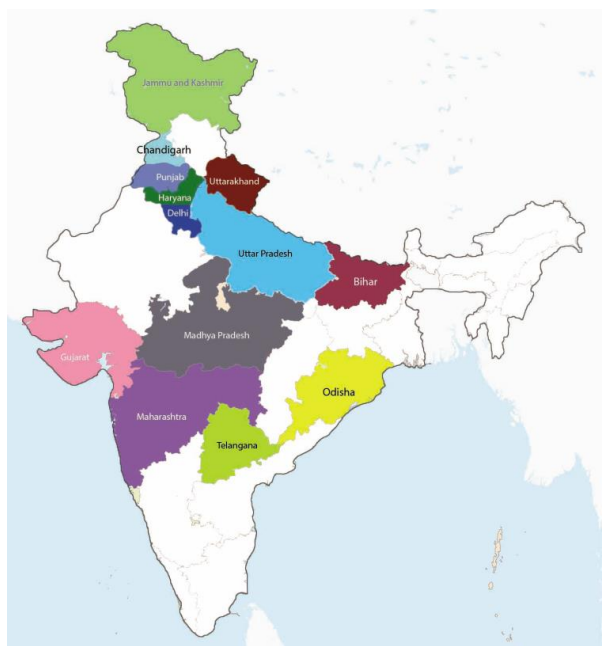 Jammu and Kashmir
Chandigarh
Punjab
Uttarakhand
Haryana
Delhi
Uttar Pradesh
Bihar
Madhya Pradesh
Gujarat
Odisha
Maharashtra
Telangana